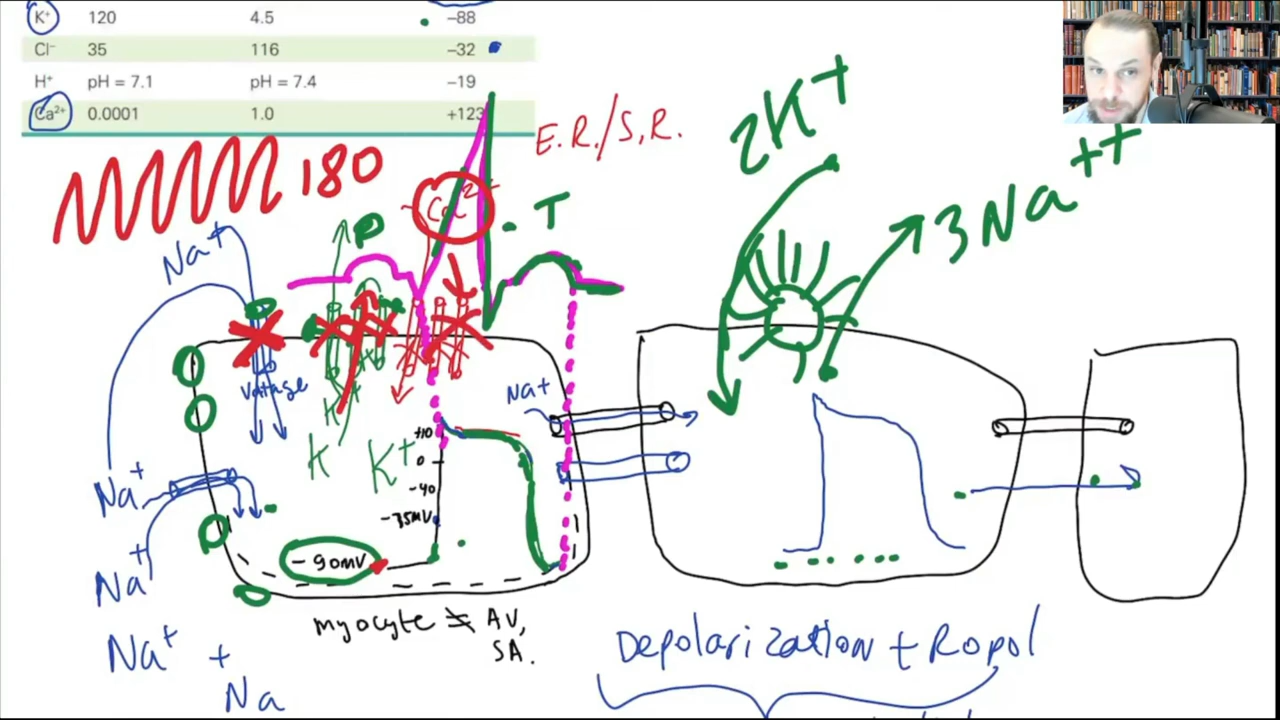 K⁺ 120 4.5 –88
Cl⁻ 35 116 –32
H⁺ pH = 7.1 pH = 7.4 –19
Ca²⁺ 0.0001 1.0 +123
E.R./S.R.
180
Ca²⁺
P
T
2K⁺
3Na⁺⁺
Na⁺
Voltage
K
K⁺
Na⁺
+10
0
-40
-75mV
-90mV
Na⁺
Na⁺
Na⁺
+
Na
myocyte ≠ AV,
SA.
Depolarization + Ropol